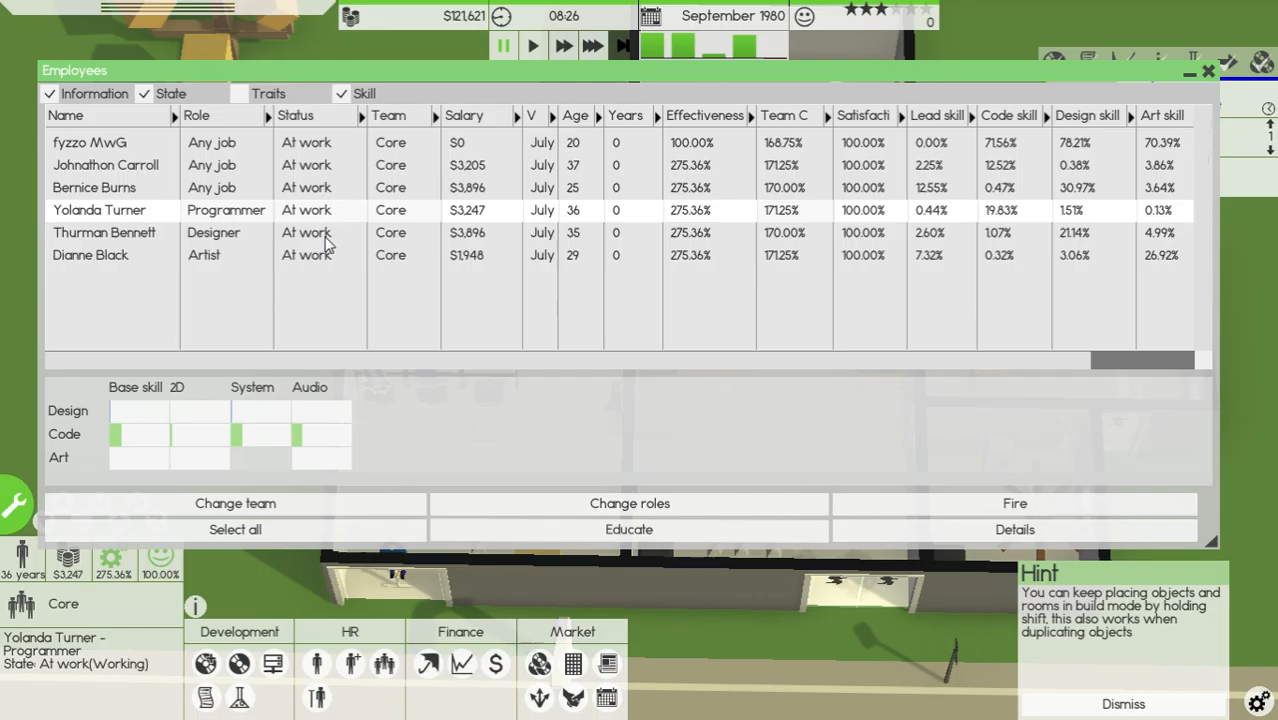 $121,621 08:26 September 1980 0
Employees
Information State Traits Skill
Name Role Status Team Salary V Age Years Effectiveness Team C Satisfacti Lead skill Code skill Design skill Art skill
fyzzo MwG Any job At work Core $0 July 20 0 100.00% 168.75% 100.00% 0.00% 71.56% 78.21% 70.39%
Johnathon Carroll Any job At work Core $3,205 July 37 0 275.36% 171.25% 100.00% 2.25% 12.52% 0.38% 3.86%
Bernice Burns Any job At work Core $3,896 July 25 0 275.36% 170.00% 100.00% 12.55% 0.47% 30.97% 3.64%
Yolanda Turner Programmer At work Core $3,247 July 36 0 275.36% 171.25% 100.00% 0.44% 19.83% 1.51% 0.13%
Thurman Bennett Designer At work Core $3,896 July 35 0 275.36% 170.00% 100.00% 2.60% 1.07% 21.14% 4.99%
Dianne Black Artist At work Core $1,948 July 29 0 275.36% 171.25% 100.00% 7.32% 0.32% 3.06% 26.92%
Base skill 2D System Audio
Design
Code
Art
Change team Change roles Fire
Select all Educate Details
36 years $3,247 275.36% 100.00%
Core
Yolanda Turner -
Programmer
State: At work(Working)
Development HR Finance Market
Hint
You can keep placing objects and
rooms in build mode by holding
shift, this also works when
duplicating objects
Dismiss